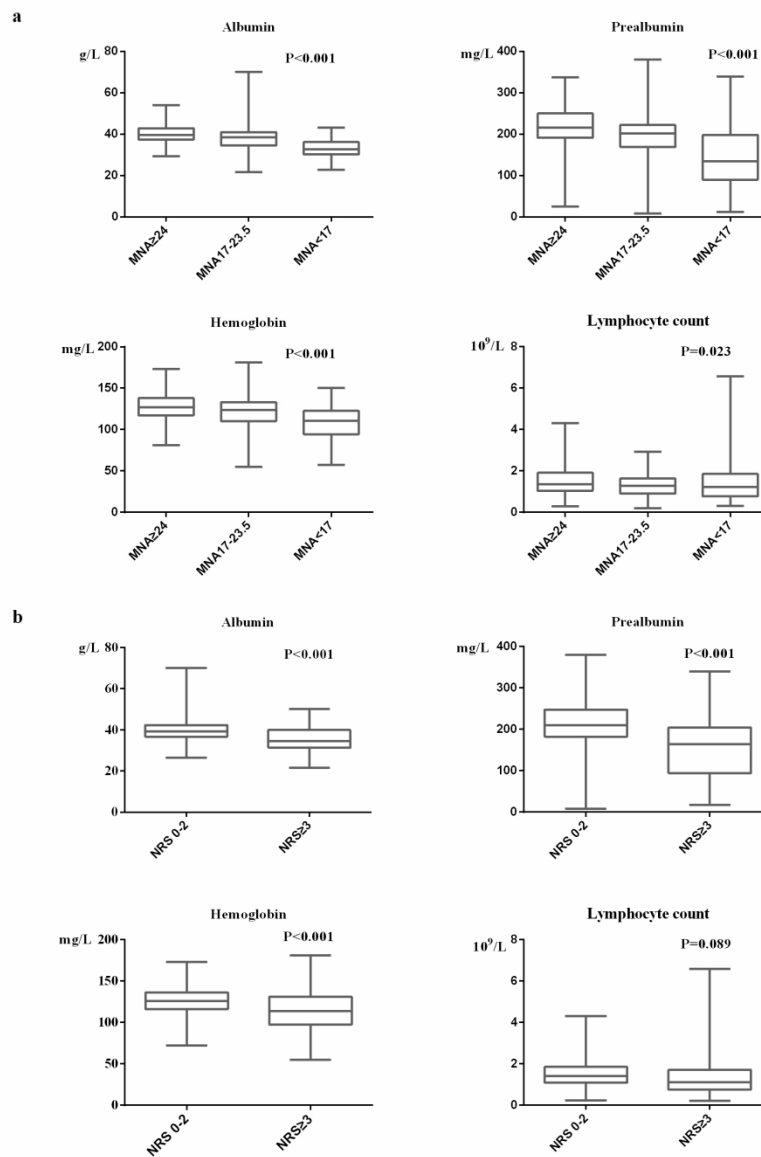 a
Albumin
g/L
P<0.001
80
60
40
20
0
MNA≥24
MNA17-23.5
MNA<17
Prealbumin
mg/L
P<0.001
400
300
200
100
0
MNA≥24
MNA17-23.5
MNA<17
Hemoglobin
mg/L
P<0.001
200
150
100
50
0
MNA≥24
MNA17-23.5
MNA<17
Lymphocyte count
10⁹/L
P=0.023
8
6
4
2
0
MNA≥24
MNA17-23.5
MNA<17
b
Albumin
g/L
P<0.001
80
60
40
20
0
NRS 0-2
NRS≥3
Prealbumin
mg/L
P<0.001
400
300
200
100
0
NRS 0-2
NRS≥3
Hemoglobin
mg/L
P<0.001
200
150
100
50
0
NRS 0-2
NRS≥3
Lymphocyte count
10⁹/L
P=0.089
8
6
4
2
0
NRS 0-2
NRS≥3